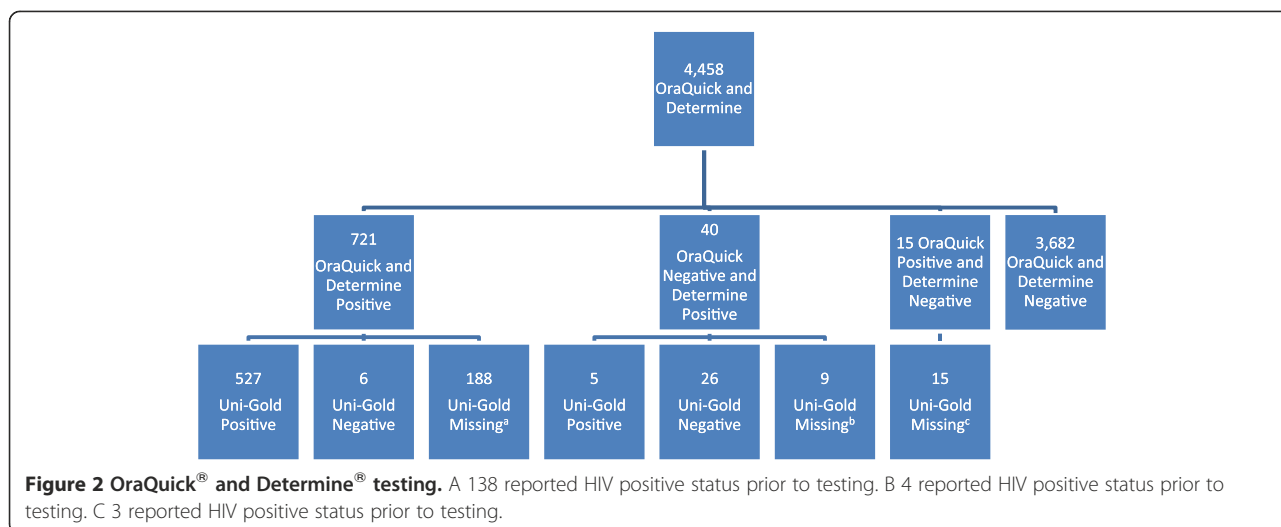 4,458
OraQuick and
Determine
721
OraQuick and
Determine
Positive
40
OraQuick
Negative and
Determine
Positive
15 OraQuick
Positive and
Determine
Negative
3,682
OraQuick and
Determine
Negative
527
Uni-Gold
Positive
6
Uni-Gold
Negative
188
Uni-Gold
Missingᵃ
5
Uni-Gold
Positive
26
Uni-Gold
Negative
9
Uni-Gold
Missingᵇ
15
Uni-Gold
Missingᶜ
Figure 2 OraQuick® and Determine® testing. A 138 reported HIV positive status prior to testing. B 4 reported HIV positive status prior to
testing. C 3 reported HIV positive status prior to testing.